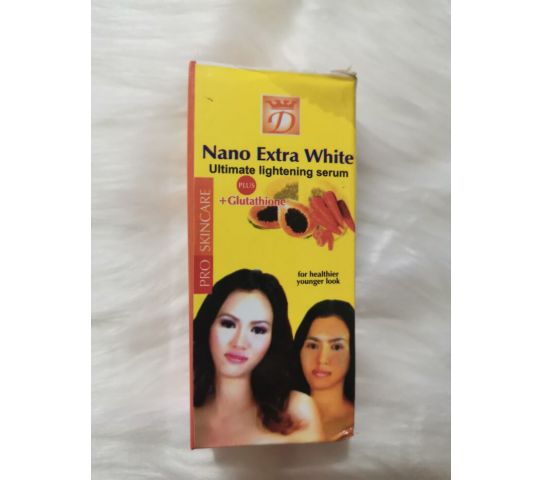 D
Nano Extra White
Ultimate lightening serum
PLUS
+Glutathione
PRO SKINCARE
for healthier
younger look